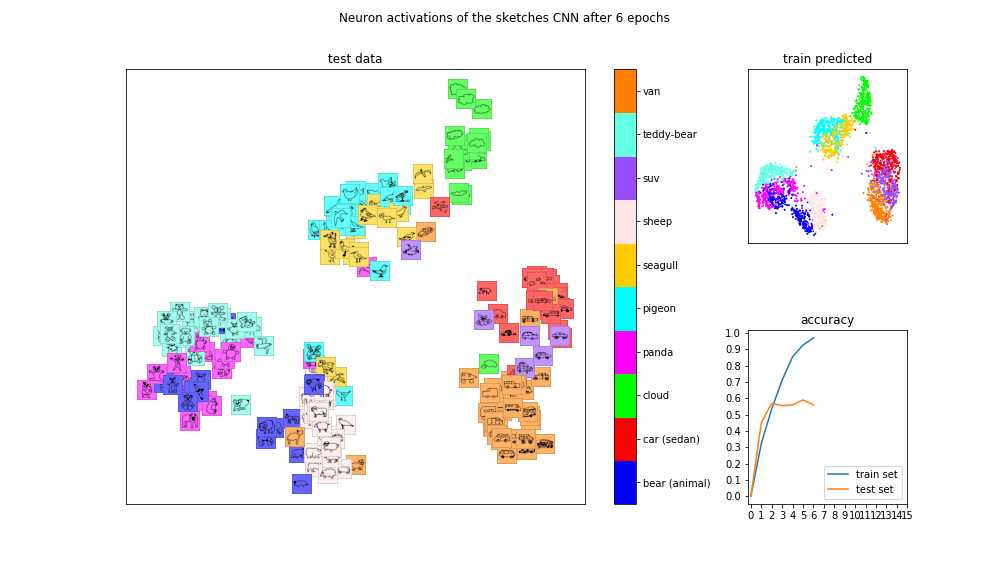 Neuron activations of the sketches CNN after 6 epochs
test data
van
teddy-bear
suv
sheep
seagull
pigeon
panda
cloud
car (sedan)
bear (animal)
train predicted
accuracy
1.0
0.9
0.8
0.7
0.6
0.5
0.4
0.3
0.2
0.1
0.0
train set
test set
0 1 2 3 4 5 6 7 8 9 10 11 12 13 14 15